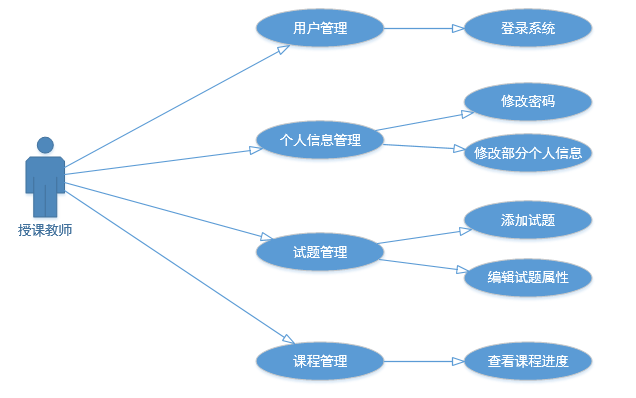 用户管理
登录系统
修改密码
个人信息管理
修改部分个人信息
授课教师
添加试题
试题管理
编辑试题属性
课程管理
查看课程进度